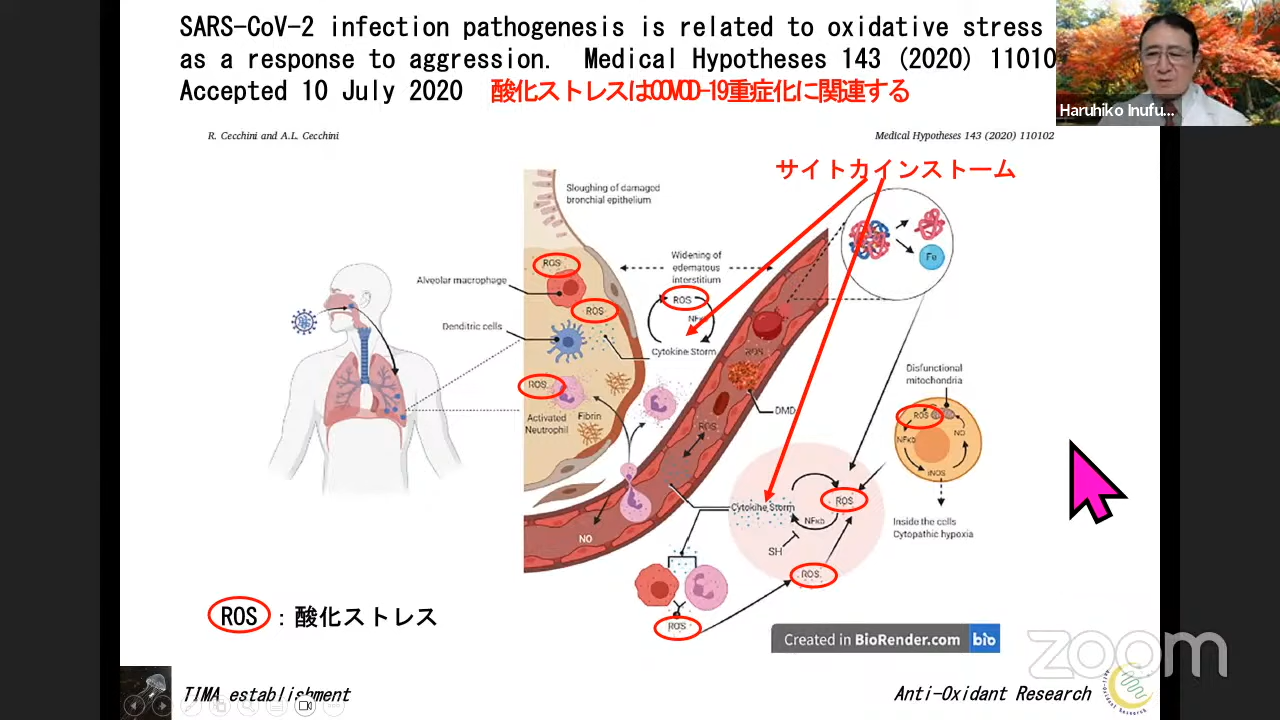 SARS-CoV-2 infection pathogenesis is related to oxidative stress
as a response to aggression. Medical Hypotheses 143 (2020) 11010
Accepted 10 July 2020 酸化ストレスはCOVOD-19重症化に関連する
Haruhiko Inufu...
R. Cecchini and A.L. Cecchini
Medical Hypotheses 143 (2020) 110102
サイトカインストーム
Sloughing of damaged
bronchial epithelium
Widening of
edematous
interstitium
ROS
Alveolar macrophage
ROS
ROS
Fe
Dendritic cells
NFκ
Cytokine Storm
ROS
Disfunctional
mitochondria
ROS
Activated
Neutrophil
Fibrin
DMD
ROS
ROS
NFκb
NO
iNOS
Cytokine Storm
ROS
NFκb
SH
Inside the cells
Cytopathic hypoxia
NO
ROS
ROS
ROS : 酸化ストレス
Created in BioRender.com bio
zoom
TIMA establishment
Anti-Oxidant Research